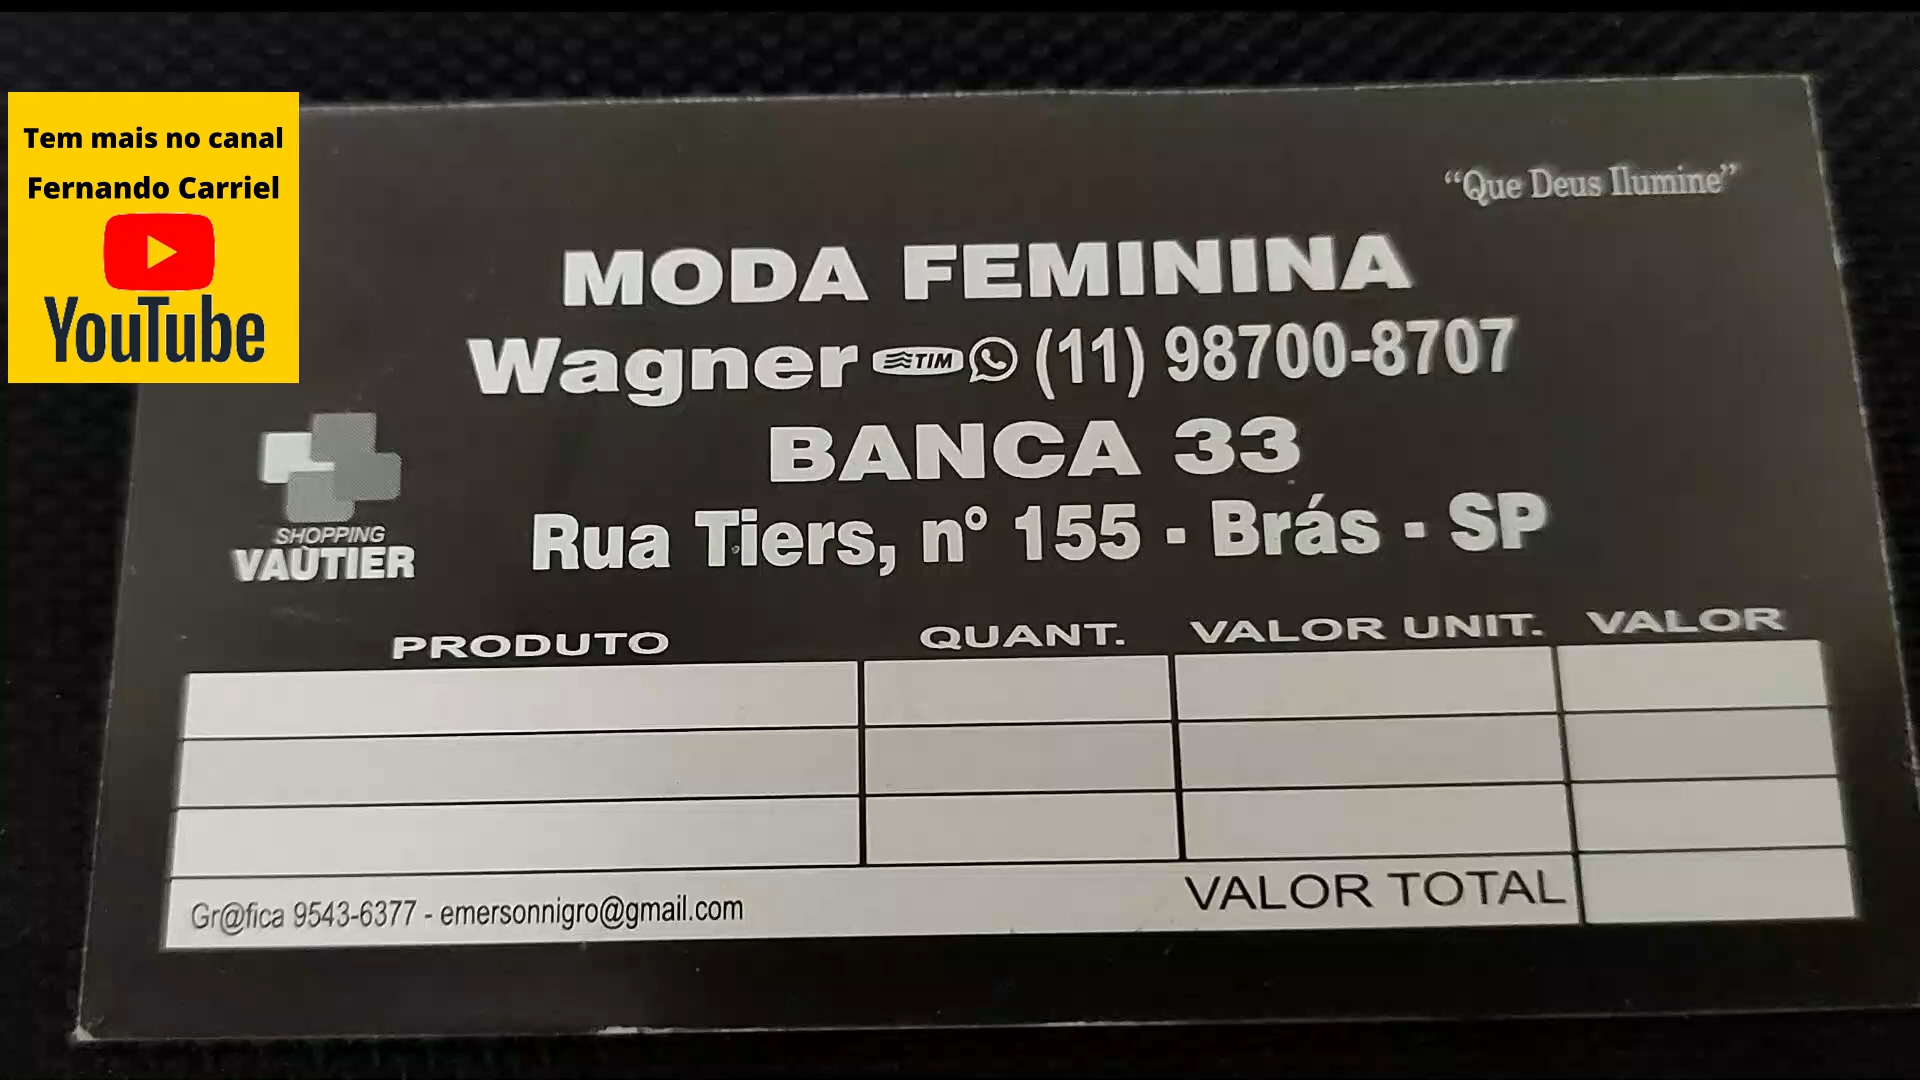 Tem mais no canal
Fernando Carriel
YouTube
“Que Deus Ilumine”
MODA FEMININA
Wagner TIM (11) 98700-8707
BANCA 33
Rua Tiers, n° 155 - Brás - SP
SHOPPING
VAUTIER
PRODUTO QUANT. VALOR UNIT. VALOR
VALOR TOTAL
Gr@fica 9543-6377 - emersonnigro@gmail.com